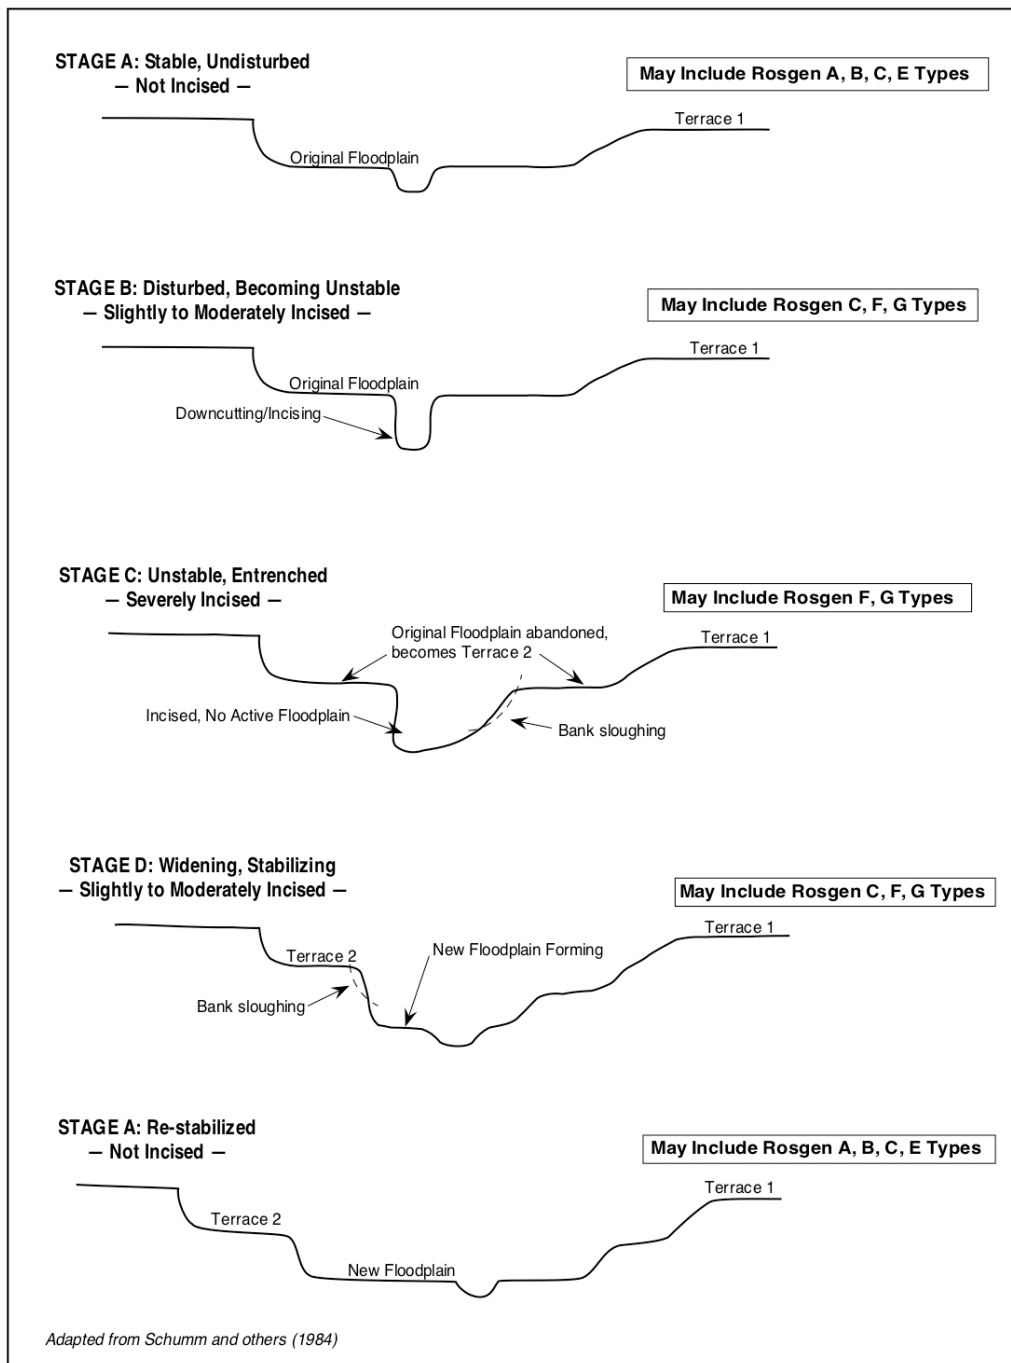 STAGE A: Stable, Undisturbed
— Not Incised —
May Include Rosgen A, B, C, E Types
Terrace 1
Original Floodplain
STAGE B: Disturbed, Becoming Unstable
— Slightly to Moderately Incised —
May Include Rosgen C, F, G Types
Terrace 1
Original Floodplain
Downcutting/Incising
STAGE C: Unstable, Entrenched
— Severely Incised —
May Include Rosgen F, G Types
Original Floodplain abandoned,
becomes Terrace 2
Terrace 1
Incised, No Active Floodplain
Bank sloughing
STAGE D: Widening, Stabilizing
— Slightly to Moderately Incised —
May Include Rosgen C, F, G Types
Terrace 1
Terrace 2
New Floodplain Forming
Bank sloughing
STAGE A: Re-stabilized
— Not Incised —
May Include Rosgen A, B, C, E Types
Terrace 1
Terrace 2
New Floodplain
Adapted from Schumm and others (1984)